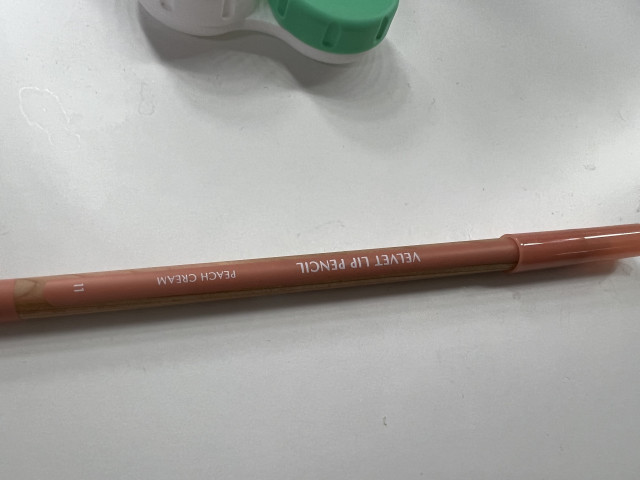 VELVET LIP PENCIL
PEACH CREAM
11